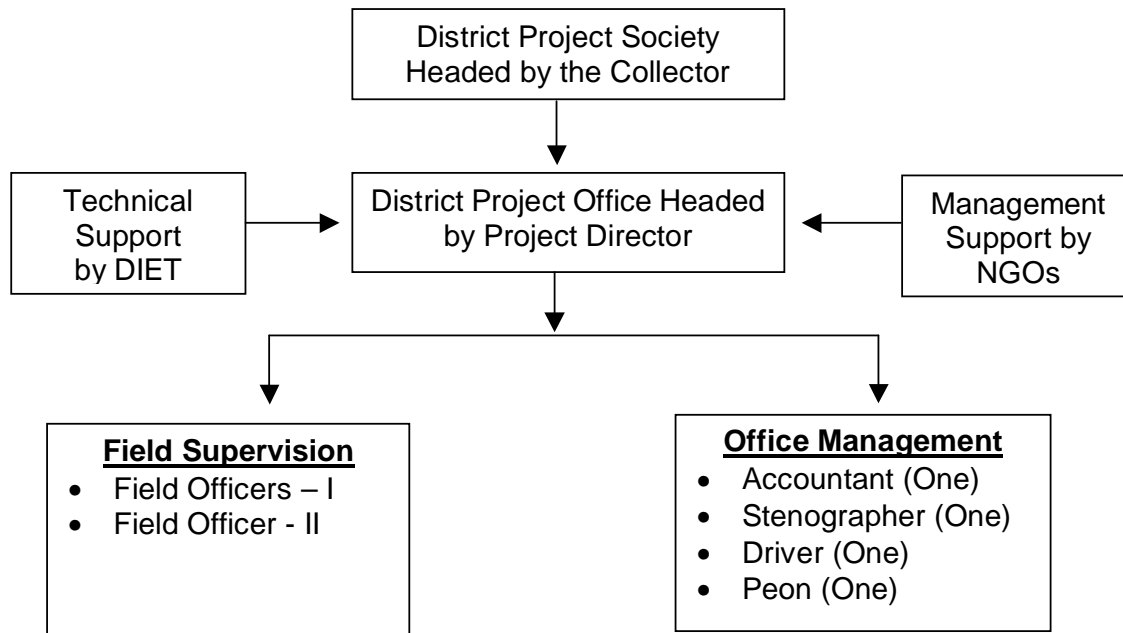 District Project Society
Headed by the Collector
Technical
Support
by DIET
District Project Office Headed
by Project Director
Management
Support by
NGOs
Field Supervision
• Field Officers – I
• Field Officer - II
Office Management
• Accountant (One)
• Stenographer (One)
• Driver (One)
• Peon (One)